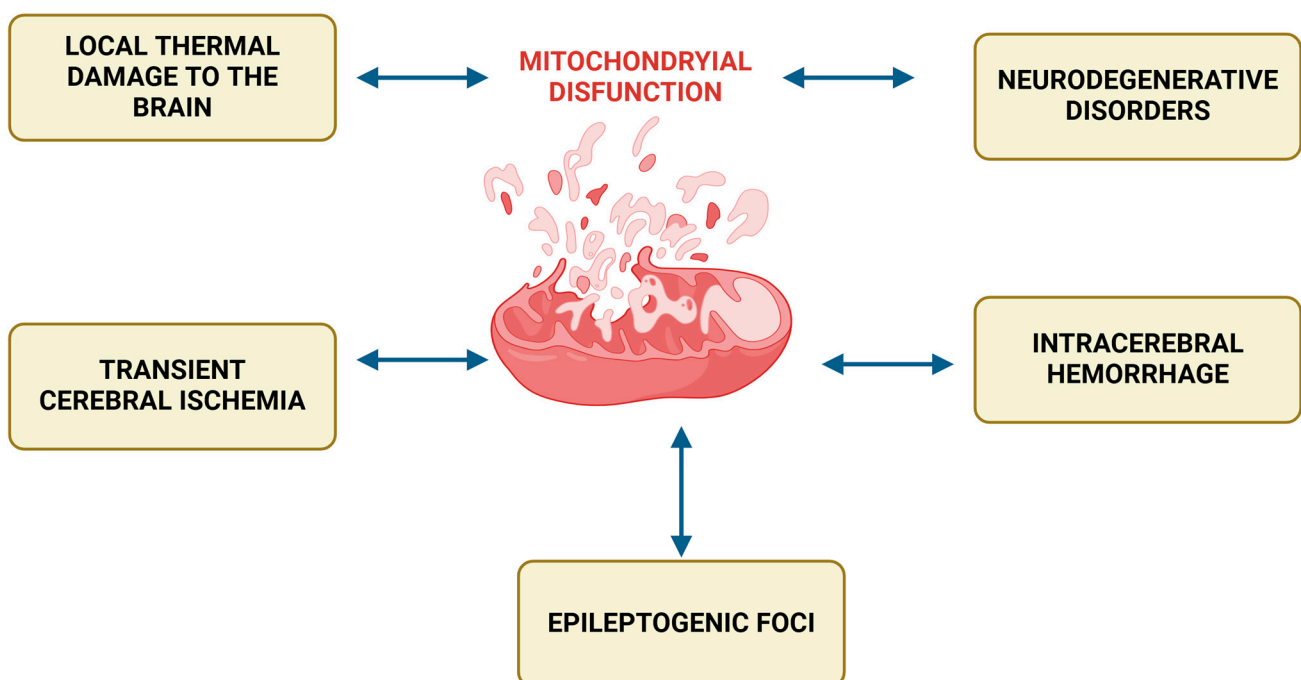 LOCAL THERMAL
DAMAGE TO THE
BRAIN
MITOCHONDRYIAL
DISFUNCTION
NEURODEGENERATIVE
DISORDERS
TRANSIENT
CEREBRAL ISCHEMIA
INTRACEREBRAL
HEMORRHAGE
EPILEPTOGENIC FOCI